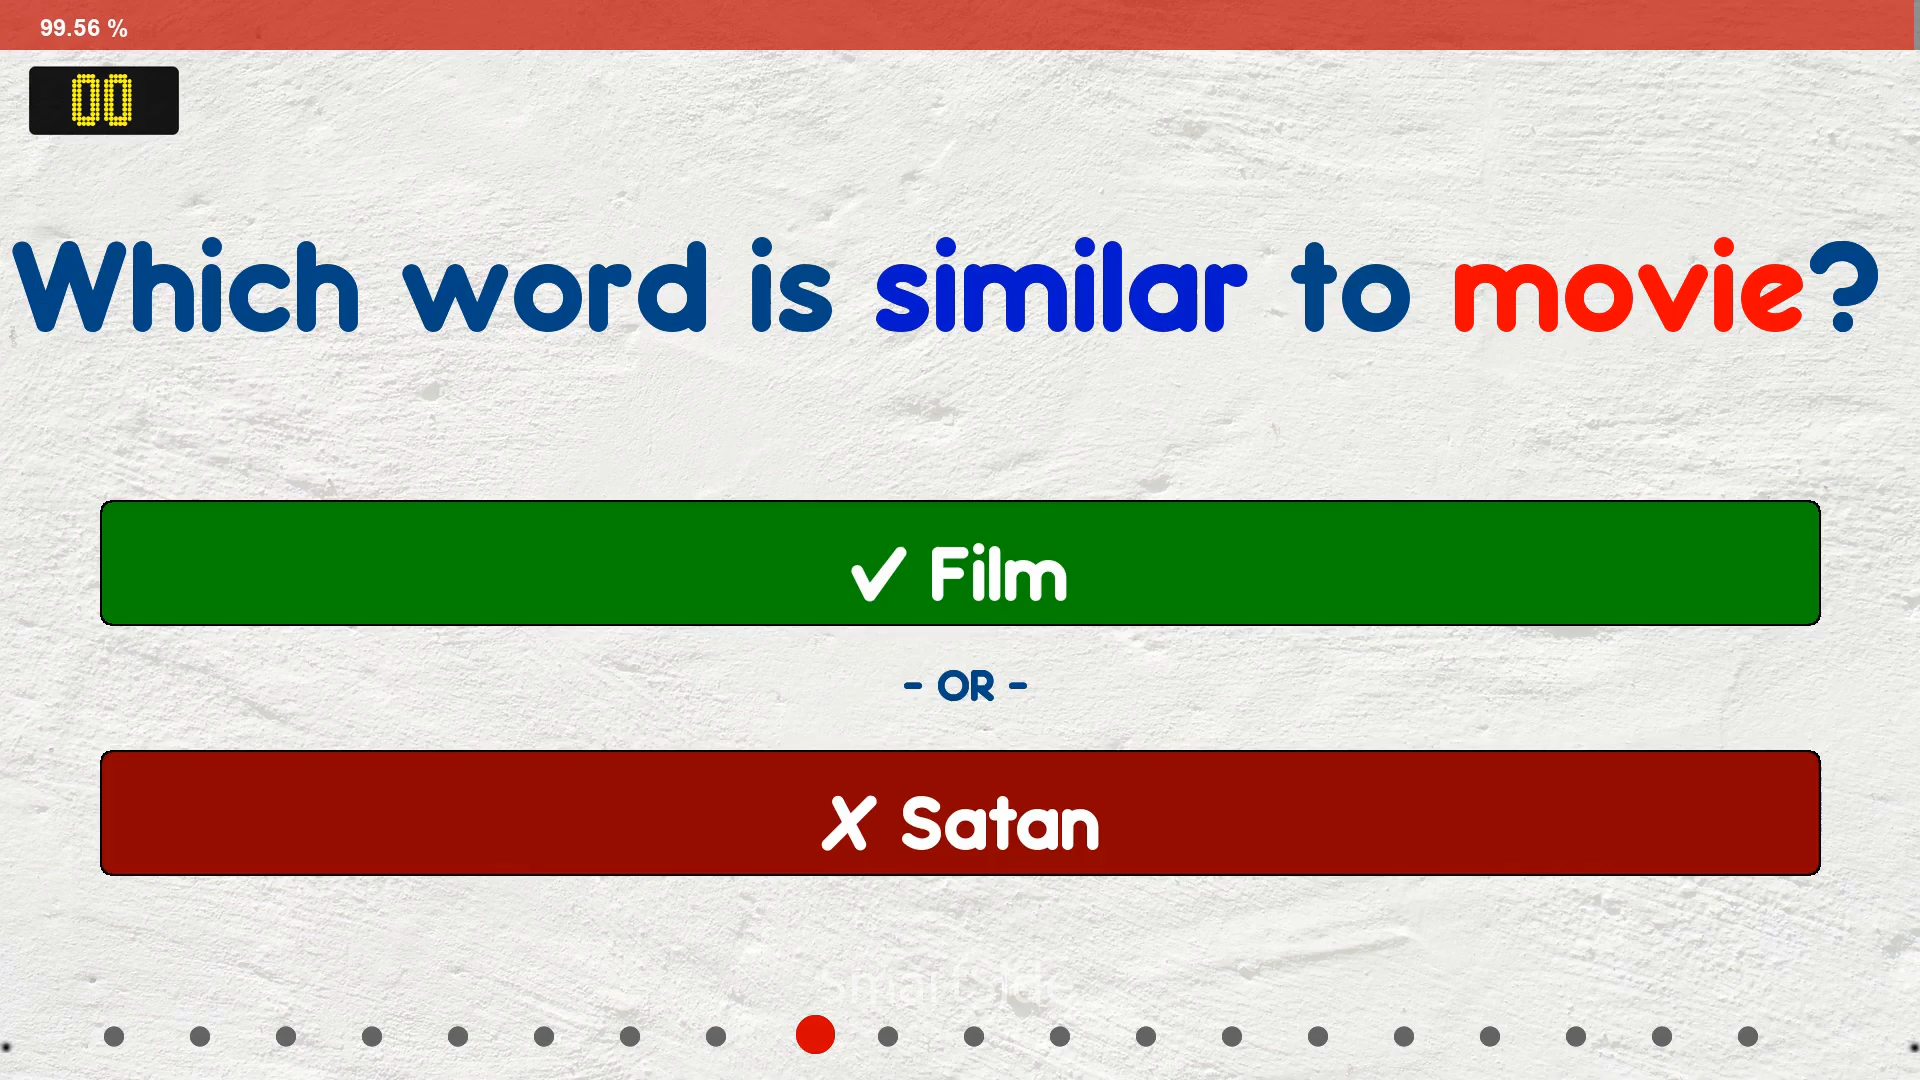 99.56 %
00
Which word is similar to movie?
✓ Film
- OR -
✗ Satan